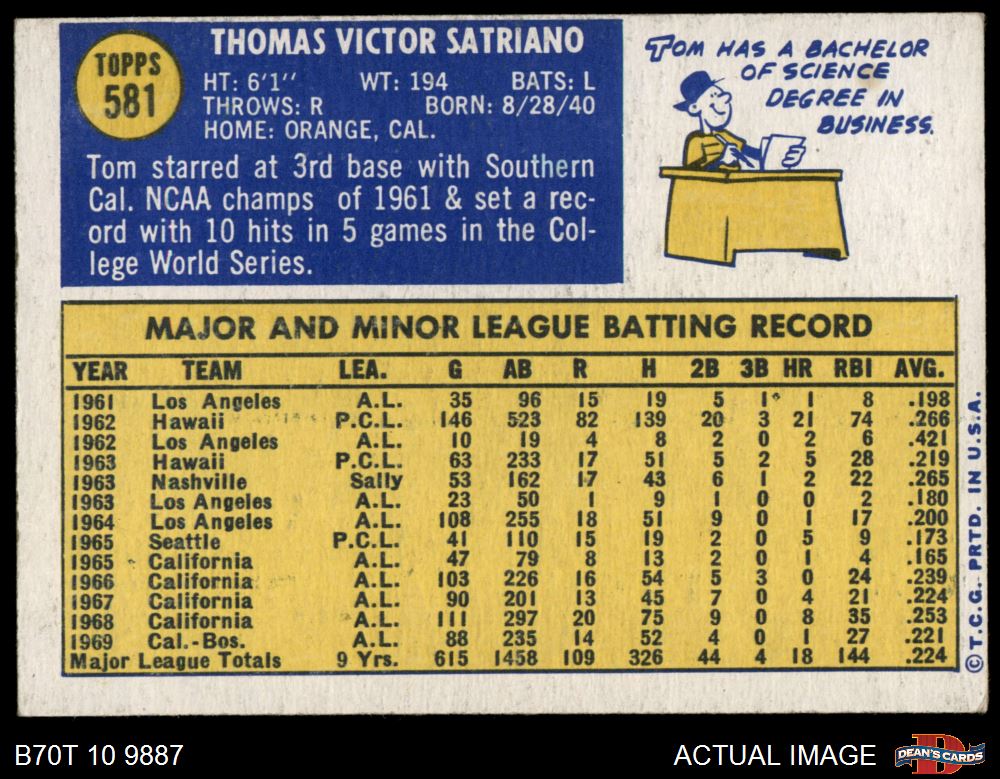 TOPPS
581
THOMAS VICTOR SATRIANO
HT: 6'1'' WT: 194 BATS: L
THROWS: R BORN: 8/28/40
HOME: ORANGE, CAL.
Tom starred at 3rd base with Southern
Cal. NCAA champs of 1961 & set a rec-
ord with 10 hits in 5 games in the Col-
lege World Series.
TOM HAS A BACHELOR
OF SCIENCE
DEGREE IN
BUSINESS.
MAJOR AND MINOR LEAGUE BATTING RECORD
YEAR TEAM LEA. G AB R H 2B 3B HR RBI AVG.
1961 Los Angeles A.L. 35 96 15 19 5 1 1 8 .198
1962 Hawaii P.C.L. 146 523 82 139 20 3 21 74 .266
1962 Los Angeles A.L. 10 19 4 8 2 0 2 6 .421
1963 Hawaii P.C.L. 63 233 17 51 5 2 5 28 .219
1963 Nashville Sally 53 162 17 43 6 1 2 22 .265
1963 Los Angeles A.L. 23 50 1 9 1 0 0 2 .180
1964 Los Angeles A.L. 108 255 18 51 9 0 1 17 .200
1965 Seattle P.C.L. 41 110 15 19 2 0 5 9 .173
1965 California A.L. 47 79 8 13 2 0 1 4 .165
1966 California A.L. 103 226 16 54 5 3 0 24 .239
1967 California A.L. 90 201 13 45 7 0 4 21 .224
1968 California A.L. 111 297 20 75 9 0 8 35 .253
1969 Cal.-Bos. A.L. 88 235 14 52 4 0 1 27 .221
Major League Totals 9 Yrs. 615 1458 109 326 44 4 18 144 .224
© T.C.G. PRTD. IN U.S.A.
B70T 10 9887 ACTUAL IMAGE
DEAN'S CARDS